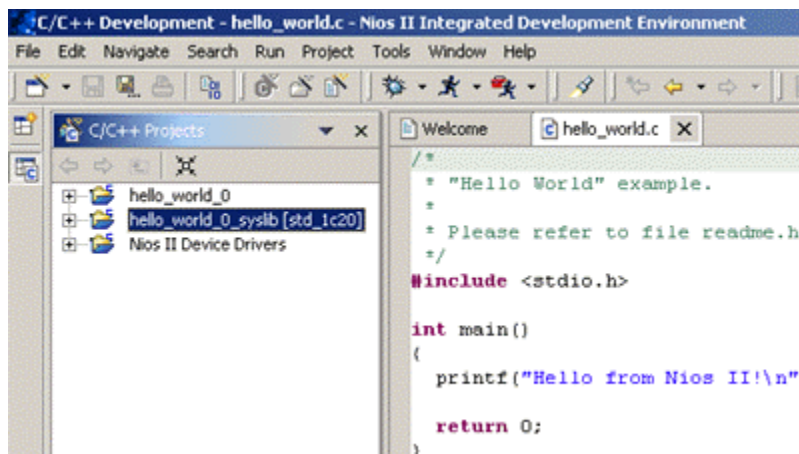 C/C++ Development - hello_world.c - Nios II Integrated Development Environment
File Edit Navigate Search Run Project Tools Window Help
C/C++ Projects
Welcome
hello_world.c
hello_world_0
hello_world_0_syslib [std_1c20]
Nios II Device Drivers
/*
* "Hello World" example.
*
* Please refer to file readme.h
*/
#include <stdio.h>
int main()
{
printf("Hello from Nios II!\n"
return 0;
}